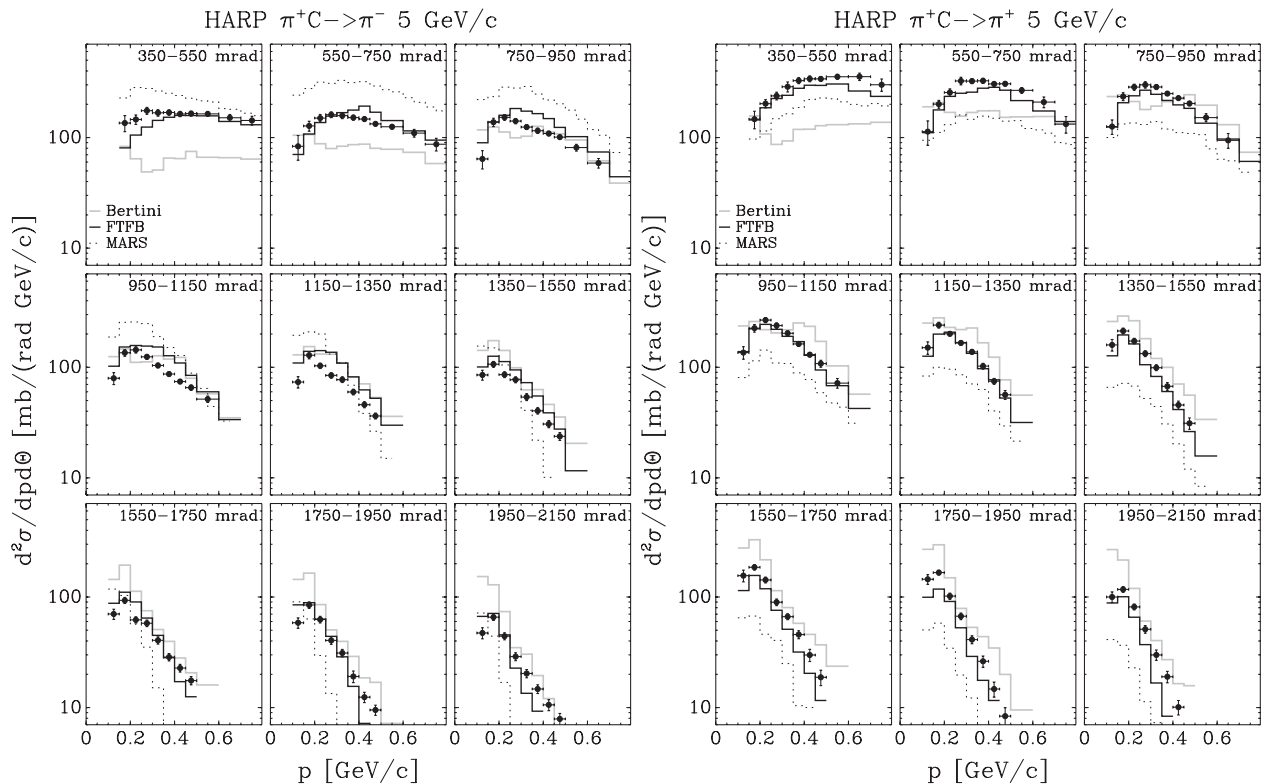 HARP π⁺C−>π⁻ 5 GeV/c
d²σ/dpdΘ [mb/(rad GeV/c)]
350−550 mrad
550−750 mrad
750−950 mrad
100
10
Bertini
FTFB
MARS
950−1150 mrad
1150−1350 mrad
1350−1550 mrad
100
10
1550−1750 mrad
1750−1950 mrad
1950−2150 mrad
100
10
0 0.2 0.4 0.6 0 0.2 0.4 0.6 0 0.2 0.4 0.6
p [GeV/c]
HARP π⁺C−>π⁺ 5 GeV/c
d²σ/dpdΘ [mb/(rad GeV/c)]
350−550 mrad
550−750 mrad
750−950 mrad
100
10
Bertini
FTFB
MARS
950−1150 mrad
1150−1350 mrad
1350−1550 mrad
100
10
1550−1750 mrad
1750−1950 mrad
1950−2150 mrad
100
10
0 0.2 0.4 0.6 0 0.2 0.4 0.6 0 0.2 0.4 0.6
p [GeV/c]